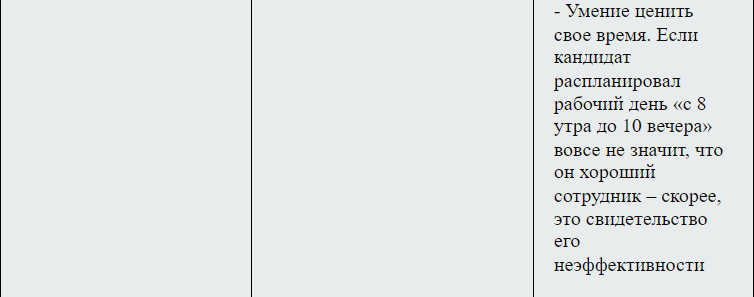 - Умение ценить
свое время. Если
кандидат
распланировал
рабочий день «с 8
утра до 10 вечера»
вовсе не значит, что
он хороший
сотрудник – скорее,
это свидетельство
его
неэффективности